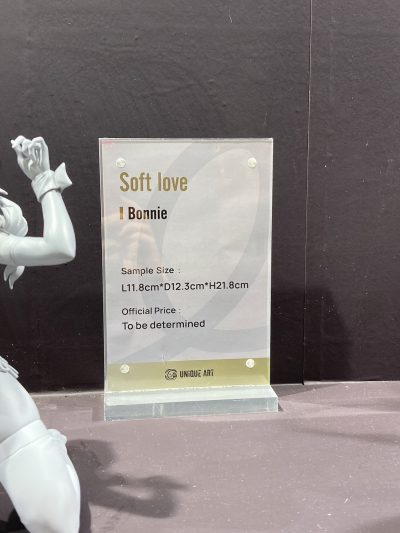 Soft love
Bonnie
Sample Size :
L11.8cm*D12.3cm*H21.8cm
Official Price :
To be determined
UNIQUE ART